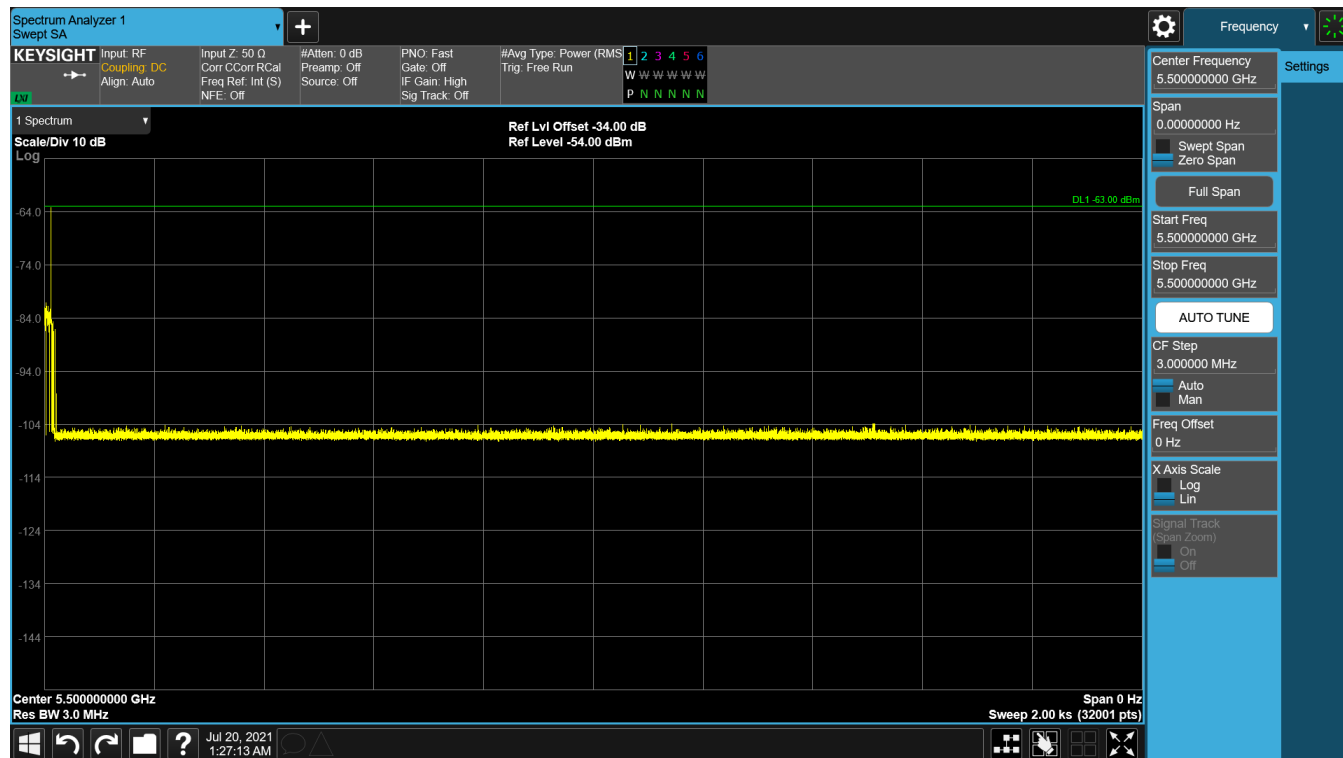 Spectrum Analyzer 1
Swept SA
Frequency
KEYSIGHT
LXI
Input: RF
Coupling: DC
Align: Auto
Input Z: 50 Ω
Corr CCorr RCal
Freq Ref: Int (S)
NFE: Off
#Atten: 0 dB
Preamp: Off
Source: Off
PNO: Fast
Gate: Off
IF Gain: High
Sig Track: Off
#Avg Type: Power (RMS
Trig: Free Run
1 2 3 4 5 6
W W W W W W
P N N N N N
1 Spectrum
Scale/Div 10 dB
Log
Ref Lvl Offset -34.00 dB
Ref Level -54.00 dBm
DL1 -63.00 dBm
-64.0
-74.0
-84.0
-94.0
-104
-114
-124
-134
-144
Center 5.500000000 GHz
Res BW 3.0 MHz
Span 0 Hz
Sweep 2.00 ks (32001 pts)
Center Frequency
5.500000000 GHz
Span
0.00000000 Hz
Swept Span
Zero Span
Full Span
Start Freq
5.500000000 GHz
Stop Freq
5.500000000 GHz
AUTO TUNE
CF Step
3.000000 MHz
Auto
Man
Freq Offset
0 Hz
X Axis Scale
Log
Lin
Signal Track
(Span Zoom)
On
Off
Settings
?
Jul 20, 2021
1:27:13 AM